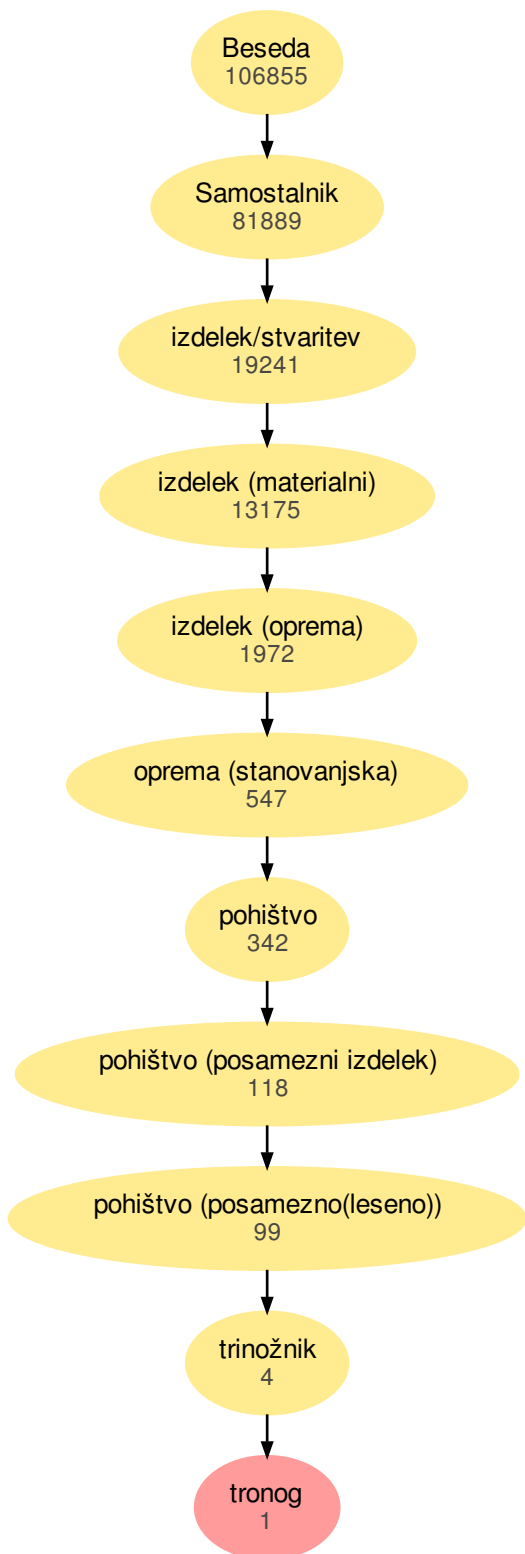 Beseda
106855
Samostalnik
81889
izdelek/stvaritev
19241
izdelek (materialni)
13175
izdelek (oprema)
1972
oprema (stanovanjska)
547
pohištvo
342
pohištvo (posamezni izdelek)
118
pohištvo (posamezno(leseno))
99
trinožnik
4
tronog
1